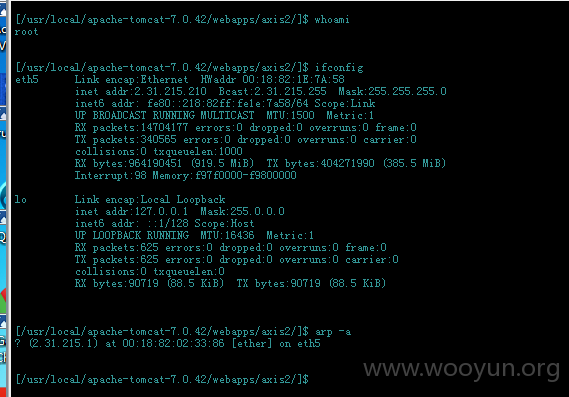 [/usr/local/apache-tomcat-7.0.42/webapps/axis2/]$ whoami
root
[/usr/local/apache-tomcat-7.0.42/webapps/axis2/]$ ifconfig
eth5 Link encap:Ethernet HWaddr 00:18:82:1E:7A:58
inet addr:2.31.215.210 Bcast:2.31.215.255 Mask:255.255.255.0
inet6 addr: fe80::218:82ff:fe1e:7a58/64 Scope:Link
UP BROADCAST RUNNING MULTICAST MTU:1500 Metric:1
RX packets:14704177 errors:0 dropped:0 overruns:0 frame:0
TX packets:340565 errors:0 dropped:0 overruns:0 carrier:0
collisions:0 txqueuelen:1000
RX bytes:964190451 (919.5 MiB) TX bytes:404271990 (385.5 MiB)
Interrupt:98 Memory:f97f0000-f9800000
lo Link encap:Local Loopback
inet addr:127.0.0.1 Mask:255.0.0.0
inet6 addr: ::1/128 Scope:Host
UP LOOPBACK RUNNING MTU:16436 Metric:1
RX packets:625 errors:0 dropped:0 overruns:0 frame:0
TX packets:625 errors:0 dropped:0 overruns:0 carrier:0
collisions:0 txqueuelen:0
RX bytes:90719 (88.5 KiB) TX bytes:90719 (88.5 KiB)
[/usr/local/apache-tomcat-7.0.42/webapps/axis2/]$ arp -a
? (2.31.215.1) at 00:18:82:02:33:86 [ether] on eth5
[/usr/local/apache-tomcat-7.0.42/webapps/axis2/]$
www.wooyun.org